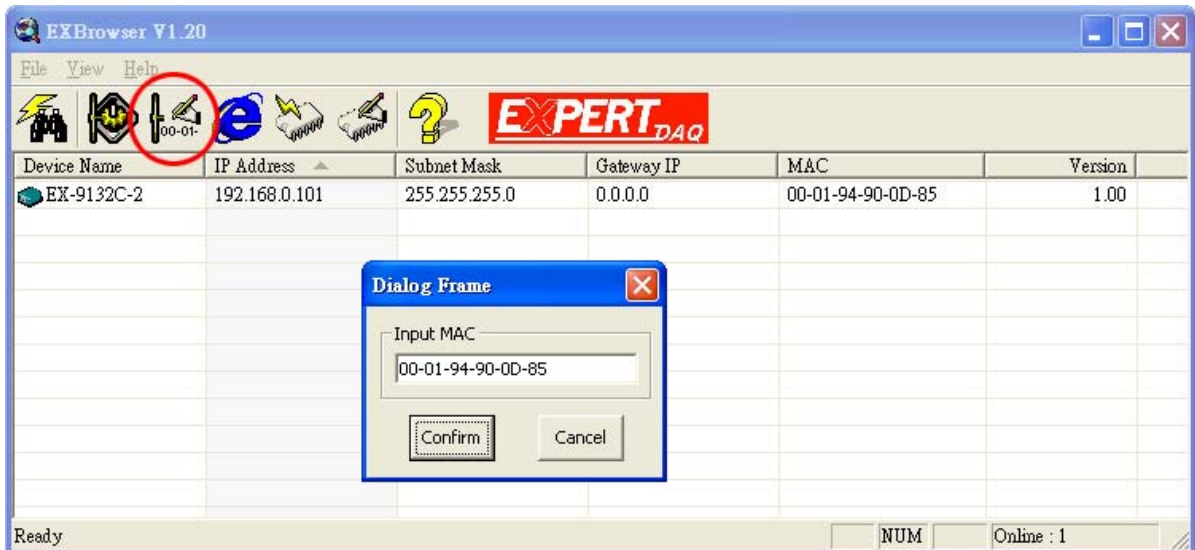 EXBrowser V1.20
File View Help
00-01-
EXPERT DAQ
Device Name IP Address Subnet Mask Gateway IP MAC Version
EX-9132C-2 192.168.0.101 255.255.255.0 0.0.0.0 00-01-94-90-0D-85 1.00
Dialog Frame
Input MAC
00-01-94-90-0D-85
Confirm Cancel
Ready NUM Online : 1